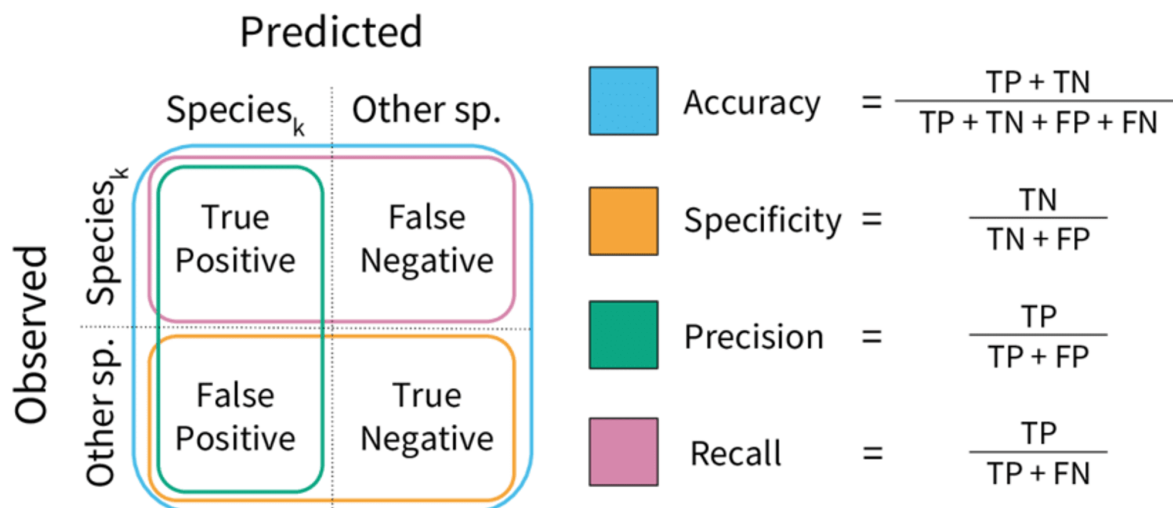 Predicted
Species_k Other sp.
Observed
Species_k
True Positive
False Negative
Other sp.
False Positive
True Negative
Accuracy = TP + TN / TP + TN + FP + FN
Specificity = TN / TN + FP
Precision = TP / TP + FP
Recall = TP / TP + FN